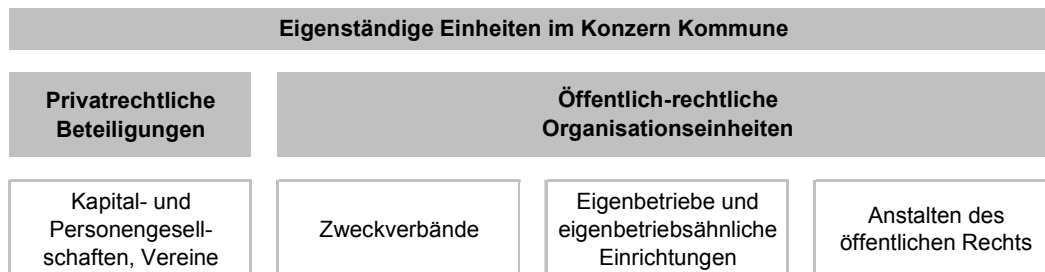 Eigenständige Einheiten im Konzern Kommune
Privatrechtliche
Beteiligungen
Öffentlich-rechtliche
Organisationseinheiten
Kapital- und
Personengesell-
schaften, Vereine
Zweckverbände
Eigenbetriebe und
eigenbetriebsähnliche
Einrichtungen
Anstalten des
öffentlichen Rechts